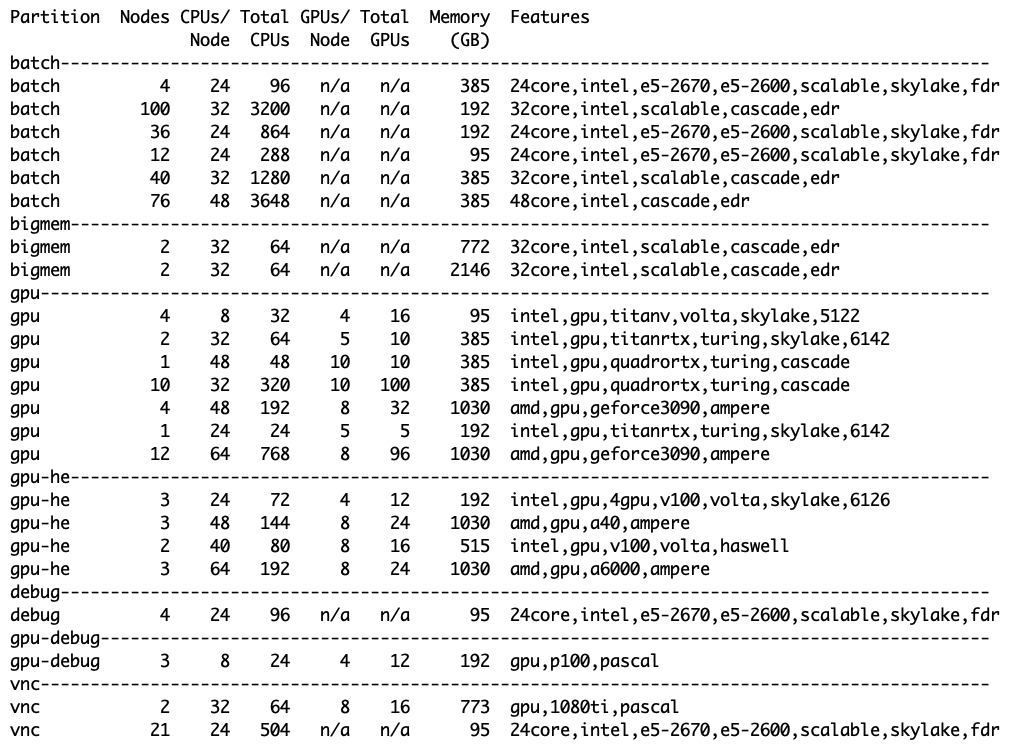 Partition  Nodes CPUs/ Total GPUs/ Total  Memory  Features
                  Node  CPUs  Node  GPUs    (GB)
batch---------------------------------------------------------------------------------------------
batch          4    24    96   n/a   n/a     385  24core,intel,e5-2670,e5-2600,scalable,skylake,fdr
batch        100    32  3200   n/a   n/a     192  32core,intel,scalable,cascade,edr
batch         36    24   864   n/a   n/a     192  24core,intel,e5-2670,e5-2600,scalable,skylake,fdr
batch         12    24   288   n/a   n/a      95  24core,intel,e5-2670,e5-2600,scalable,skylake,fdr
batch         40    32  1280   n/a   n/a     385  32core,intel,scalable,cascade,edr
batch         76    48  3648   n/a   n/a     385  48core,intel,cascade,edr
bigmem--------------------------------------------------------------------------------------------
bigmem         2    32    64   n/a   n/a     772  32core,intel,scalable,cascade,edr
bigmem         2    32    64   n/a   n/a    2146  32core,intel,scalable,cascade,edr
gpu-----------------------------------------------------------------------------------------------
gpu            4     8    32     4    16      95  intel,gpu,titanv,volta,skylake,5122
gpu            2    32    64     5    10     385  intel,gpu,titanrtx,turing,skylake,6142
gpu            1    48    48    10    10     385  intel,gpu,quadrortx,turing,cascade
gpu           10    32   320    10   100     385  intel,gpu,quadrortx,turing,cascade
gpu            4    48   192     8    32    1030  amd,gpu,geforce3090,ampere
gpu            1    24    24     5     5     192  intel,gpu,titanrtx,turing,skylake,6142
gpu           12    64   768     8    96    1030  amd,gpu,geforce3090,ampere
gpu-he--------------------------------------------------------------------------------------------
gpu-he         3    24    72     4    12     192  intel,gpu,4gpu,v100,volta,skylake,6126
gpu-he         3    48   144     8    24    1030  amd,gpu,a40,ampere
gpu-he         2    40    80     8    16     515  intel,gpu,v100,volta,haswell
gpu-he         3    64   192     8    24    1030  amd,gpu,a6000,ampere
debug---------------------------------------------------------------------------------------------
debug          4    24    96   n/a   n/a      95  24core,intel,e5-2670,e5-2600,scalable,skylake,fdr
gpu-debug-----------------------------------------------------------------------------------------
gpu-debug      3     8    24     4    12     192  gpu,p100,pascal
vnc-----------------------------------------------------------------------------------------------
vnc            2    32    64     8    16     773  gpu,1080ti,pascal
vnc           21    24   504   n/a   n/a      95  24core,intel,e5-2670,e5-2600,scalable,skylake,fdr